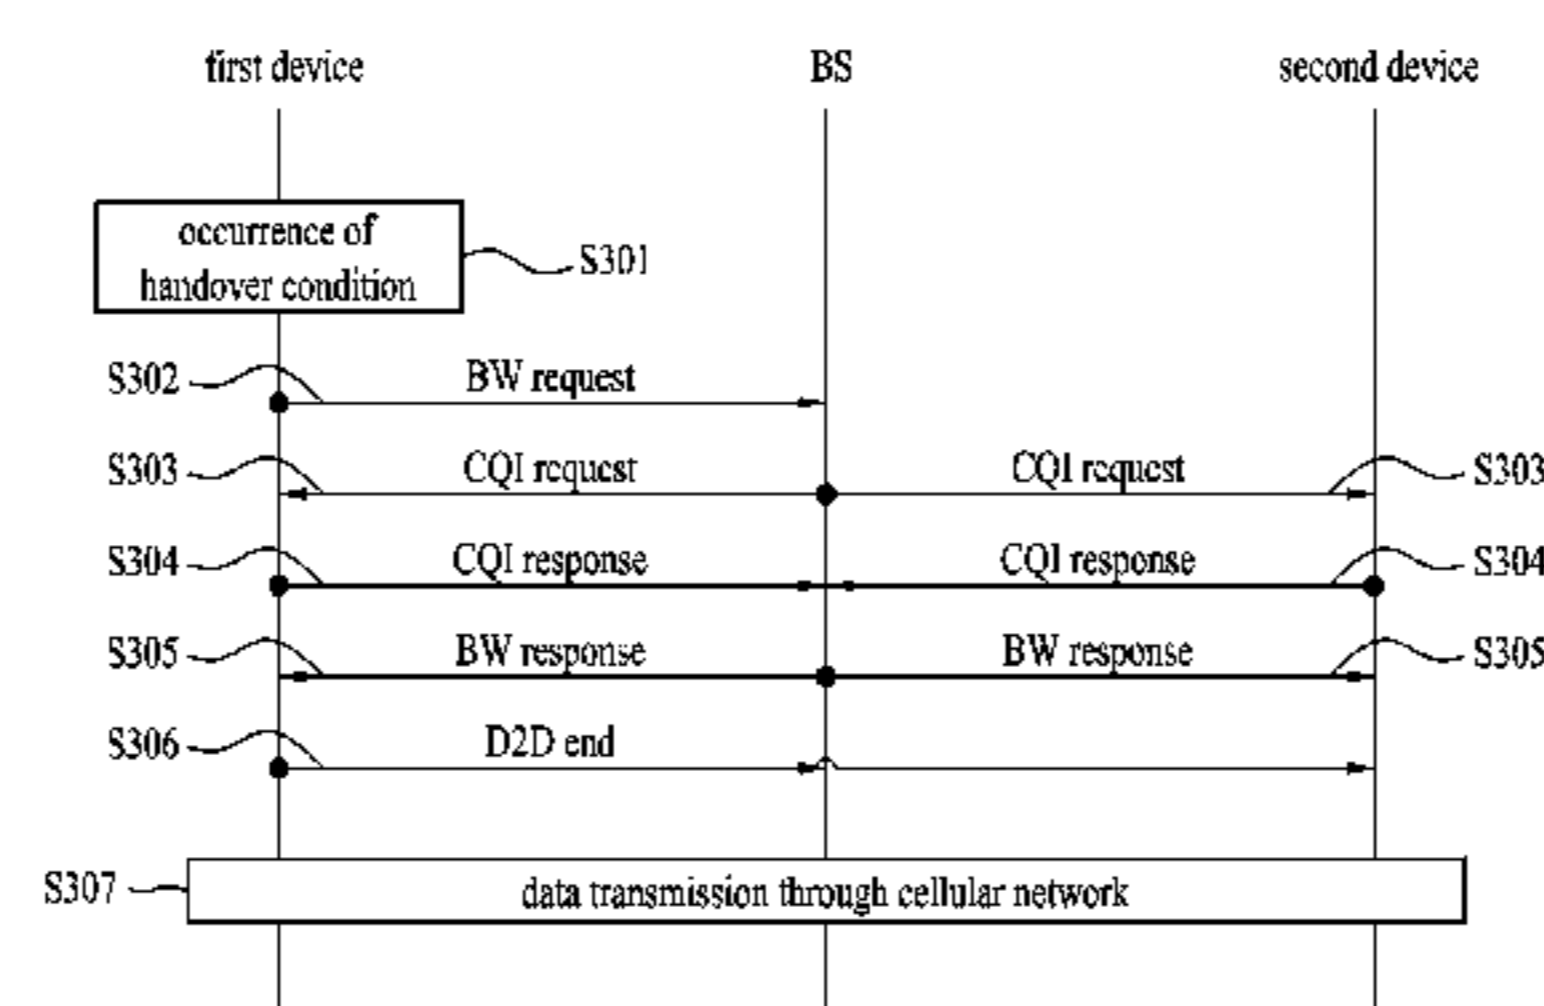 first device BS second device
occurrence of
handover condition
S301
S302 BW request
S303 CQI request CQI request S303
S304 CQI response CQI response S304
S305 BW response BW response S305
S306 D2D end
S307 data transmission through cellular network